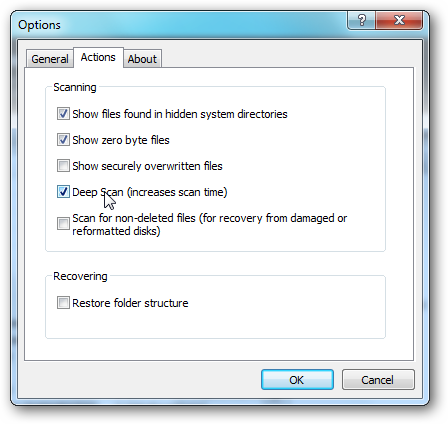 Options
General Actions About
Scanning
Show files found in hidden system directories
Show zero byte files
Show securely overwritten files
Deep Scan (increases scan time)
Scan for non-deleted files (for recovery from damaged or
reformatted disks)
Recovering
Restore folder structure
OK Cancel